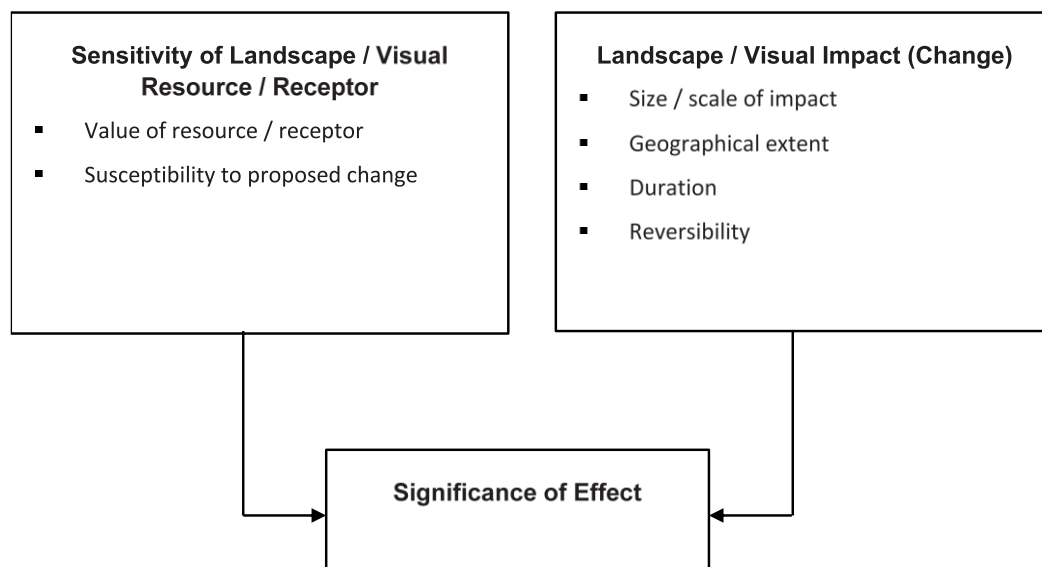 Sensitivity of Landscape / Visual
Resource / Receptor
▪ Value of resource / receptor
▪ Susceptibility to proposed change
Landscape / Visual Impact (Change)
▪ Size / scale of impact
▪ Geographical extent
▪ Duration
▪ Reversibility
Significance of Effect